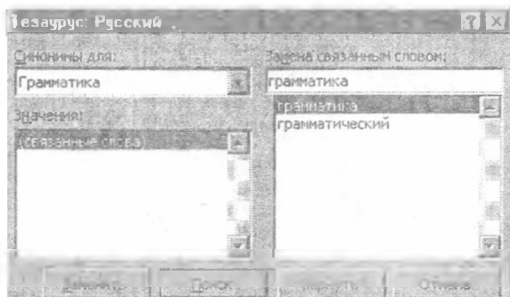 Тезаурус: Русский
Синонимы для:
Грамматика
Значения:
(связанные слова)
Замена связанным словом:
грамматика
грамматика
грамматический
Поиск
Отмена